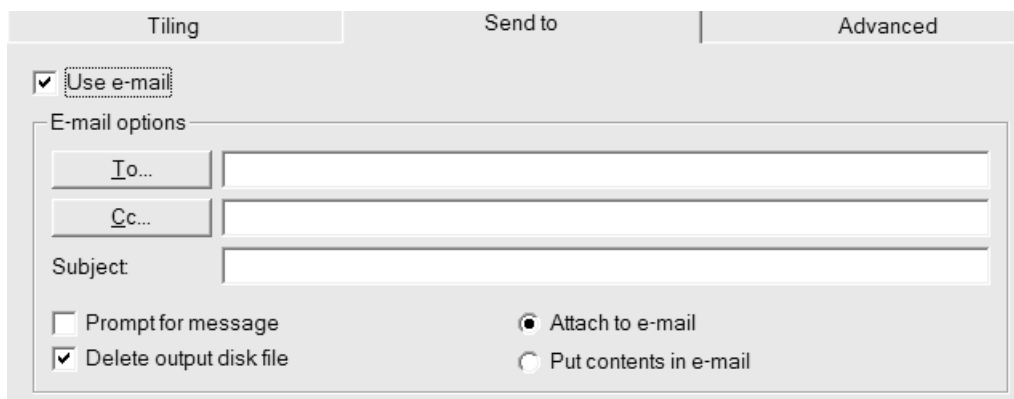 Tiling Send to Advanced
Use e-mail
E-mail options
To...
Cc...
Subject:
Prompt for message Attach to e-mail
Delete output disk file Put contents in e-mail